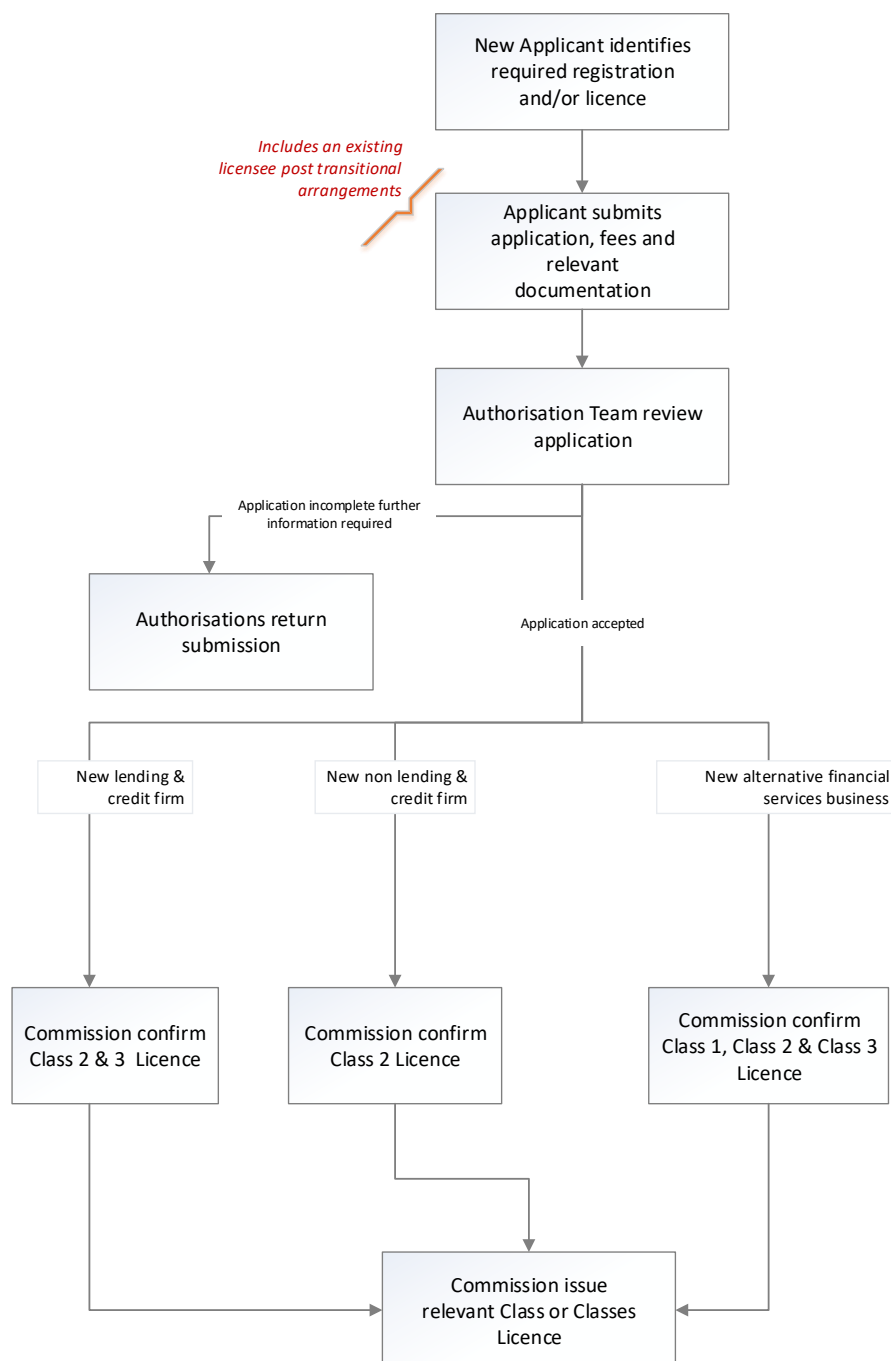 New Applicant identifies
required registration
and/or licence
Includes an existing
licensee post transitional
arrangements
Applicant submits
application, fees and
relevant
documentation
Authorisation Team review
application
Application incomplete further
information required
Authorisations return
submission
Application accepted
New lending &
credit firm
New non lending &
credit firm
New alternative financial
services business
Commission confirm
Class 2 & 3 Licence
Commission confirm
Class 2 Licence
Commission confirm
Class 1, Class 2 & Class 3
Licence
Commission issue
relevant Class or Classes
Licence